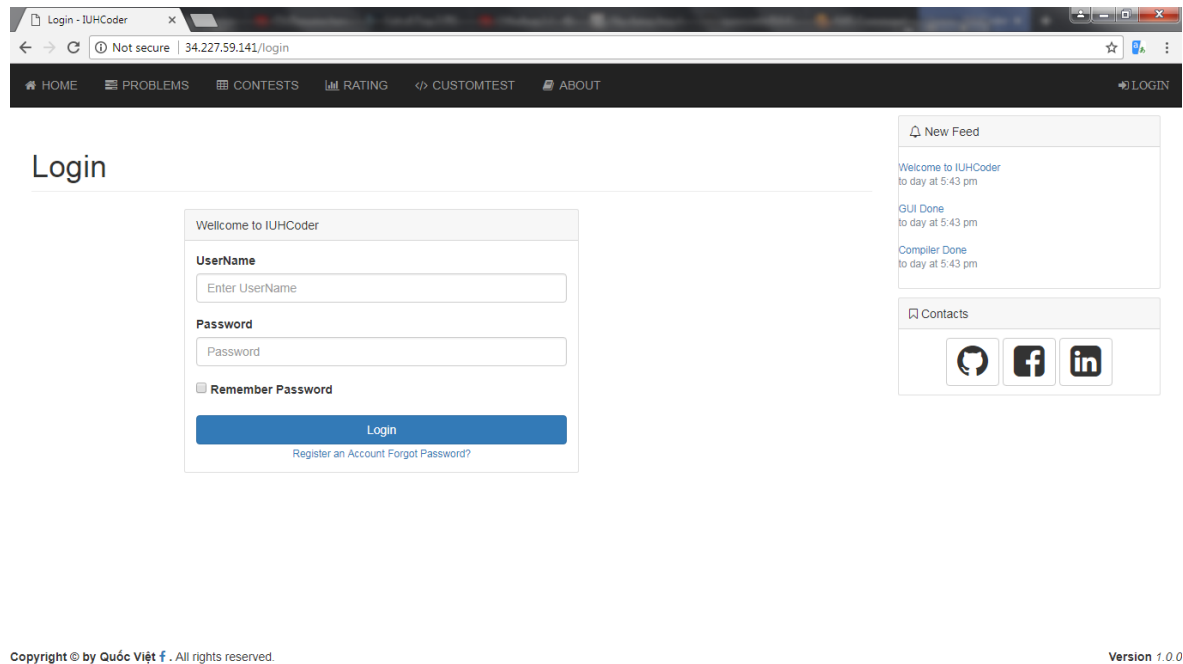 Login - IUHCoder
Not secure | 34.227.59.141/login
HOME PROBLEMS CONTESTS RATING </> CUSTOMTEST ABOUT LOGIN
Login
Wellcome to IUHCoder
UserName
Enter UserName
Password
Password
Remember Password
Login
Register an Account Forgot Password?
New Feed
Welcome to IUHCoder
to day at 5:43 pm
GUI Done
to day at 5:43 pm
Compiler Done
to day at 5:43 pm
Contacts
Copyright © by Quốc Việt f . All rights reserved.
Version 1.0.0